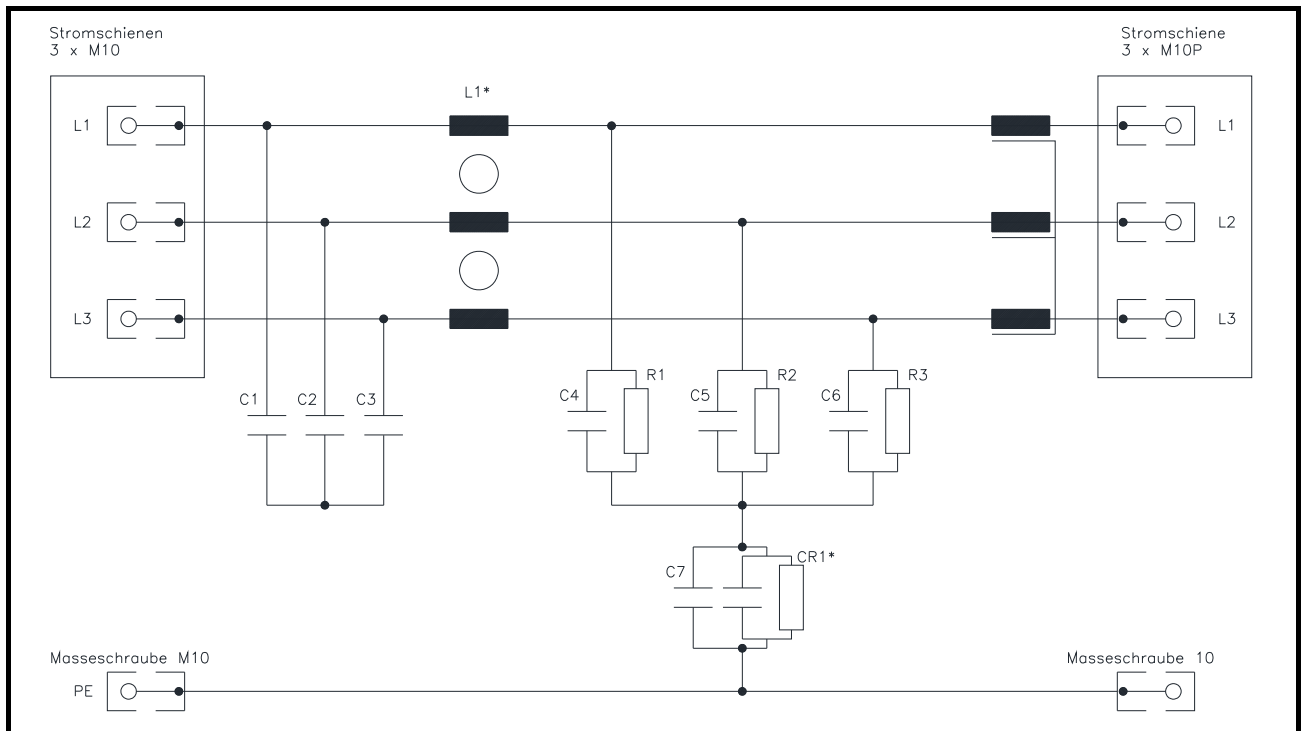 Stromschienen
3 x M10
Stromschiene
3 x M10P
L1*
L1
L1
L2
L2
L3
L3
C1
C2
C3
C4
R1
C5
R2
C6
R3
C7
CR1*
Masseschraube M10
Masseschraube 10
PE